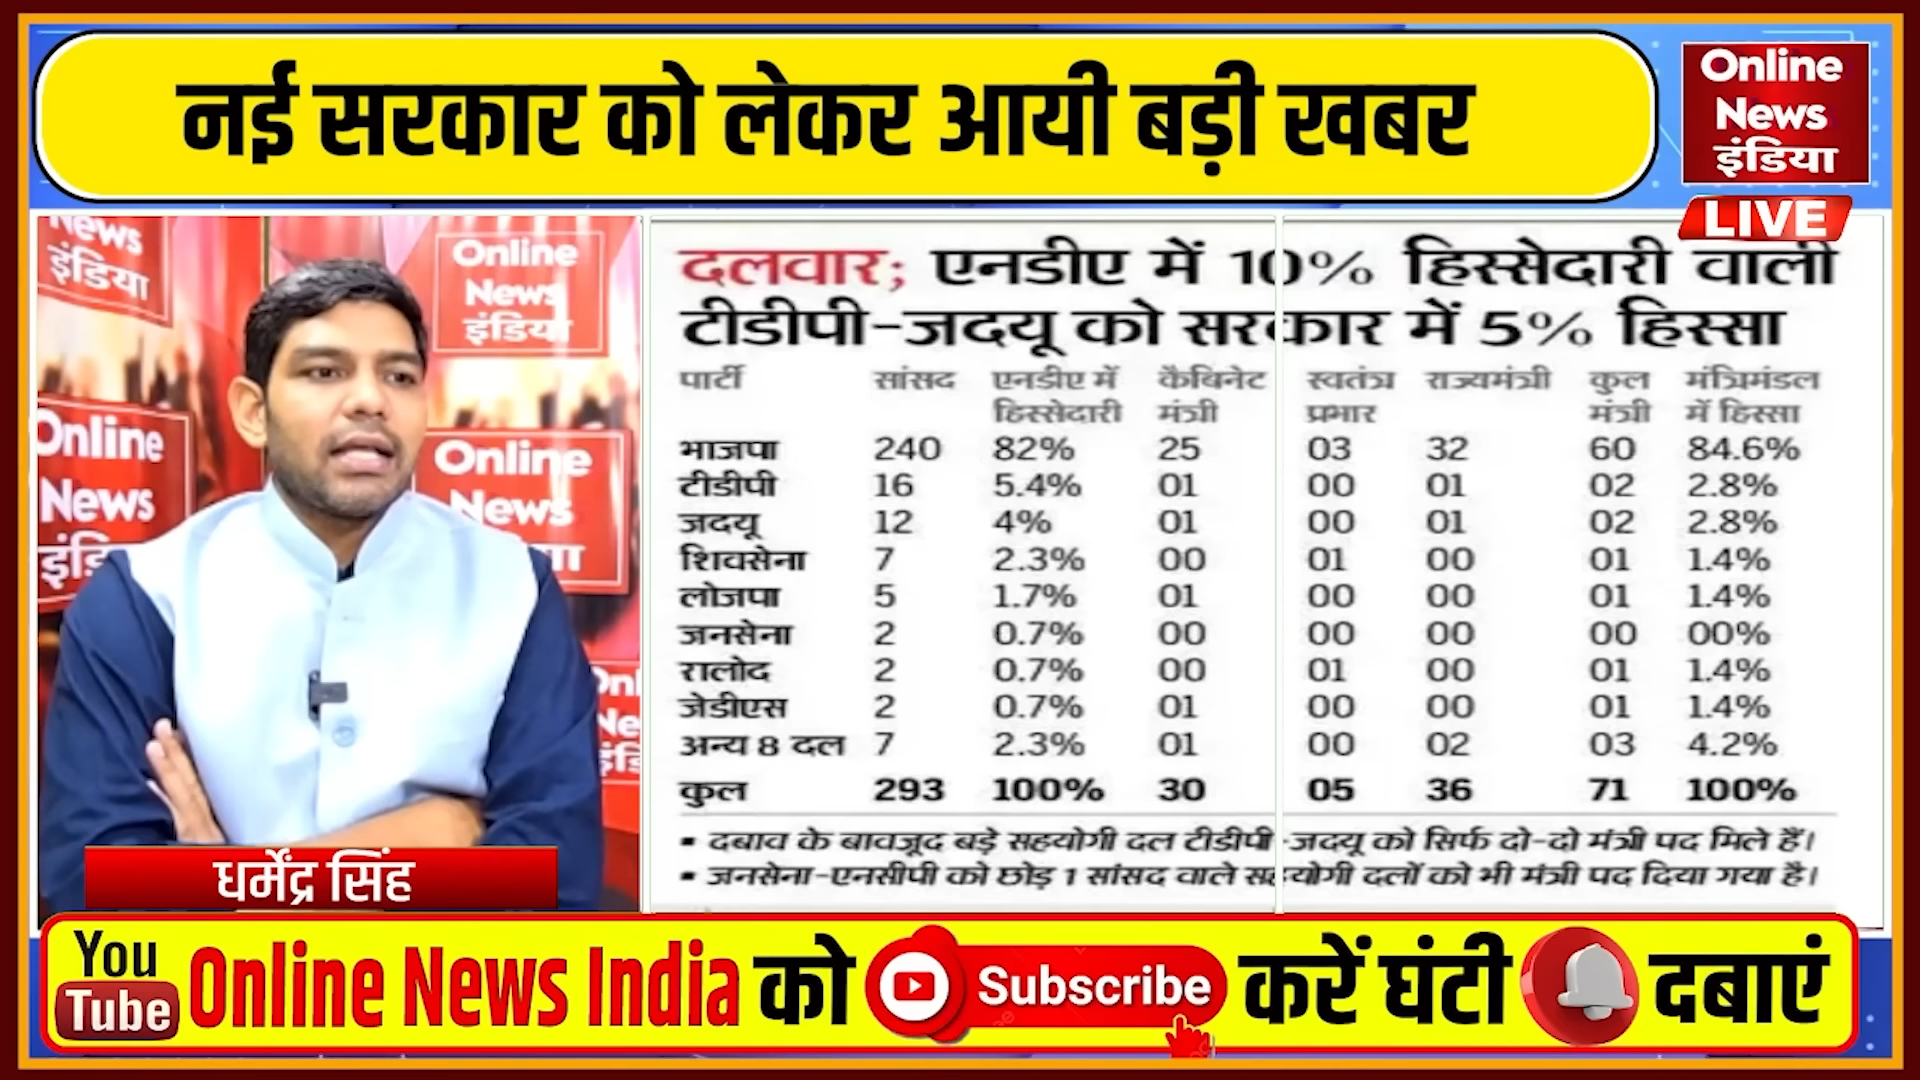 नई सरकार को लेकर आयी बड़ी खबर
Online
News
इंडिया
LIVE
News
इंडिया
Online
News
इंडिया
Online
News
Online
News
दलवार; एनडीए में 10% हिस्सेदारी वाली
टीडीपी-जदयू को सरकार में 5% हिस्सा
पार्टी सांसद एनडीए में हिस्सेदारी कैबिनेट मंत्री स्वतंत्र प्रभार राज्यमंत्री कुल मंत्री मंत्रिमंडल में हिस्सा
भाजपा 240 82% 25 03 32 60 84.6%
टीडीपी 16 5.4% 01 00 01 02 2.8%
जदयू 12 4% 01 00 01 02 2.8%
शिवसेना 7 2.3% 00 01 00 01 1.4%
लोजपा 5 1.7% 01 00 00 01 1.4%
जनसेना 2 0.7% 00 00 00 00 00%
रालोद 2 0.7% 00 01 00 01 1.4%
जेडीएस 2 0.7% 01 00 00 01 1.4%
अन्य 8 दल 7 2.3% 01 00 02 03 4.2%
कुल 293 100% 30 05 36 71 100%
▪ दबाव के बावजूद बड़े सहयोगी दल टीडीपी-जदयू को सिर्फ दो-दो मंत्री पद मिले हैं।
▪ जनसेना-एनसीपी को छोड़ 1 सांसद वाले सहयोगी दलों को भी मंत्री पद दिया गया है।
धर्मेंद्र सिंह
You Tube Online News India को Subscribe करें घंटी दबाएं